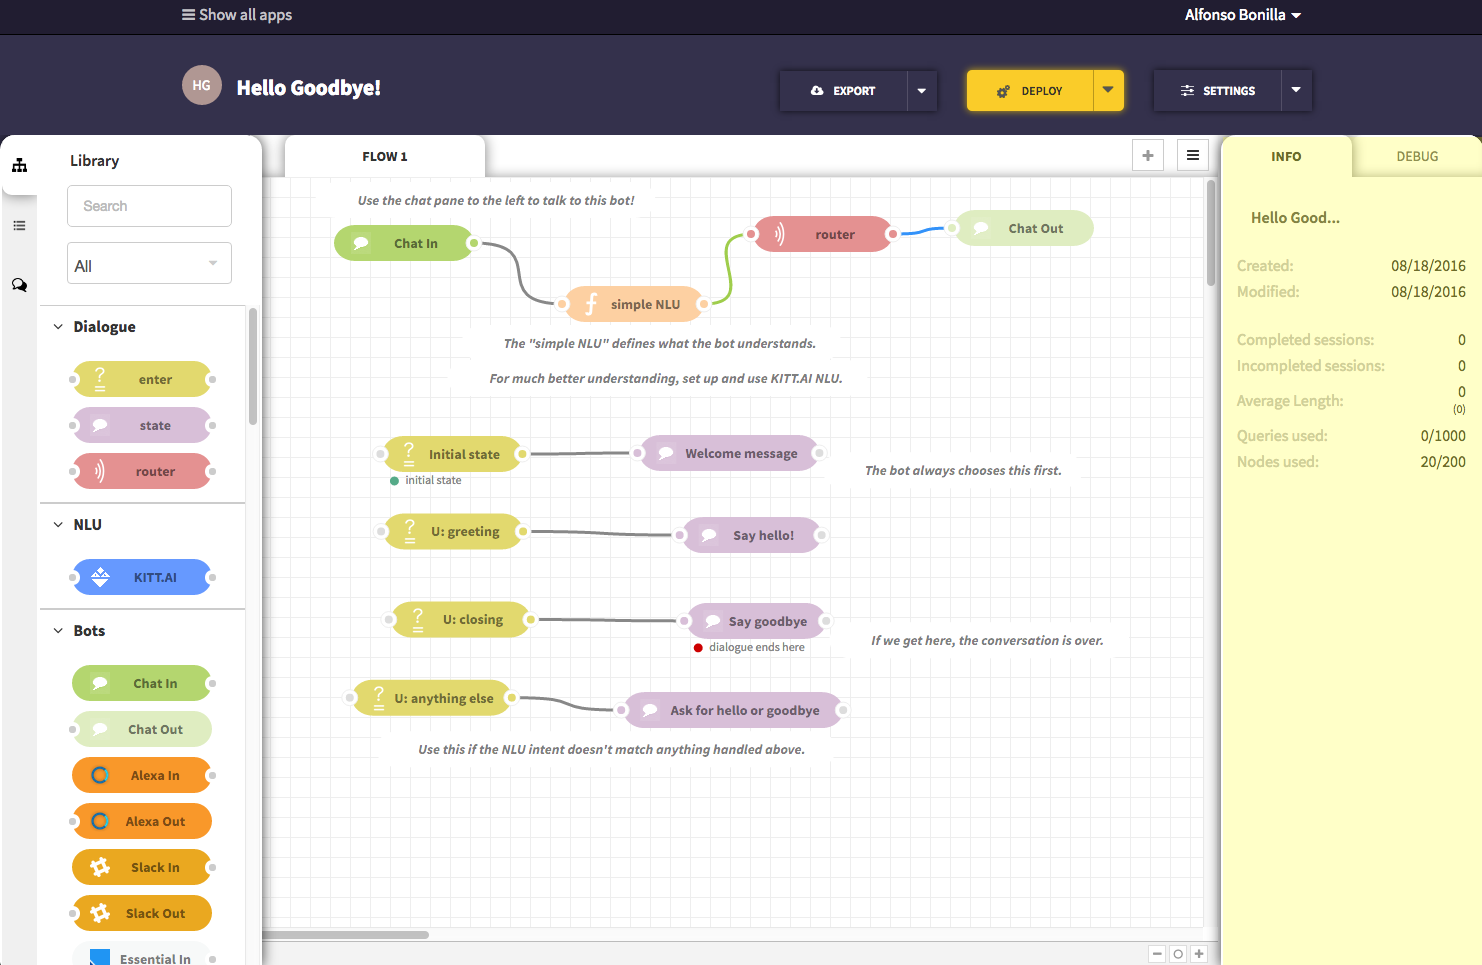 Show all apps
Alfonso Bonilla
HG
Hello Goodbye!
EXPORT
DEPLOY
SETTINGS
Library
Search
All
Dialogue
enter
state
router
NLU
KITT.AI
Bots
Chat In
Chat Out
Alexa In
Alexa Out
Slack In
Slack Out
Essential In
FLOW 1
Use the chat pane to the left to talk to this bot!
Chat In
router
Chat Out
simple NLU
The "simple NLU" defines what the bot understands.
For much better understanding, set up and use KITT.AI NLU.
Initial state
initial state
Welcome message
The bot always chooses this first.
U: greeting
Say hello!
U: closing
Say goodbye
dialogue ends here
If we get here, the conversation is over.
U: anything else
Ask for hello or goodbye
Use this if the NLU intent doesn't match anything handled above.
INFO
DEBUG
Hello Good...
Created: 08/18/2016
Modified: 08/18/2016
Completed sessions: 0
Incompleted sessions: 0
Average Length: 0
(0)
Queries used: 0/1000
Nodes used: 20/200